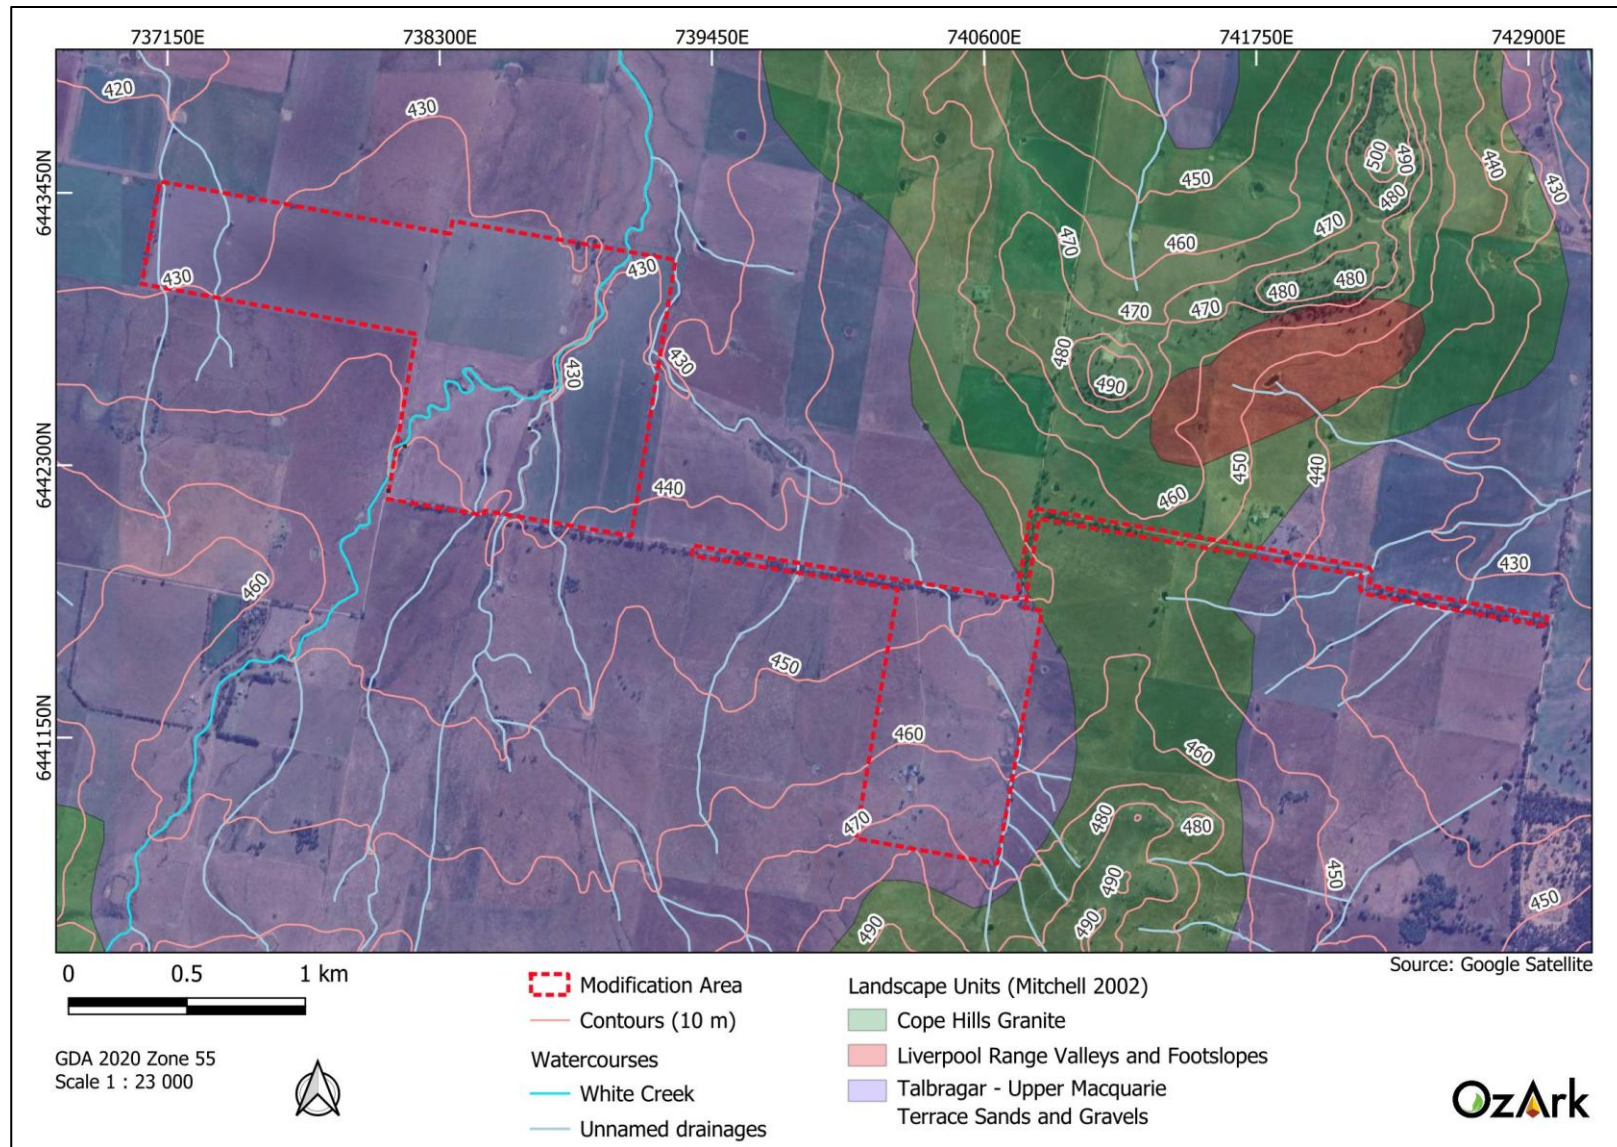 737150E 738300E 739450E 740600E 741750E 742900E
6443450N
6442300N
6441150N
420
430
430
430
430
430
440
460
450
460
470
490
450
460
470
470
470
470
480
490
480
480
500
490
480
440
430
450
440
460
430
460
480
480
490
490
450
450
Source: Google Satellite
0 0.5 1 km
GDA 2020 Zone 55
Scale 1 : 23 000
Modification Area
Contours (10 m)
Watercourses
White Creek
Unnamed drainages
Landscape Units (Mitchell 2002)
Cope Hills Granite
Liverpool Range Valleys and Footslopes
Talbragar - Upper Macquarie
Terrace Sands and Gravels
OzArk